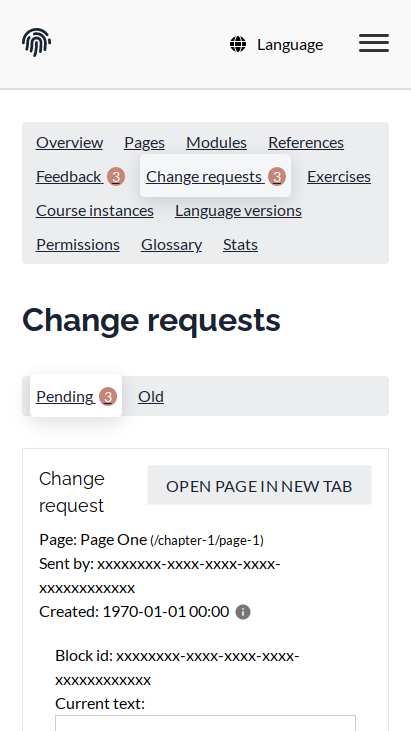 Language
Overview Pages Modules References
Feedback 3 Change requests 3 Exercises
Course instances Language versions
Permissions Glossary Stats
Change requests
Pending 3 Old
Change
request
OPEN PAGE IN NEW TAB
Page: Page One (/chapter-1/page-1)
Sent by: xxxxxxxx-xxxx-xxxx-xxxx-
xxxxxxxxxxxx
Created: 1970-01-01 00:00
Block id: xxxxxxxx-xxxx-xxxx-xxxx-
xxxxxxxxxxxx
Current text: